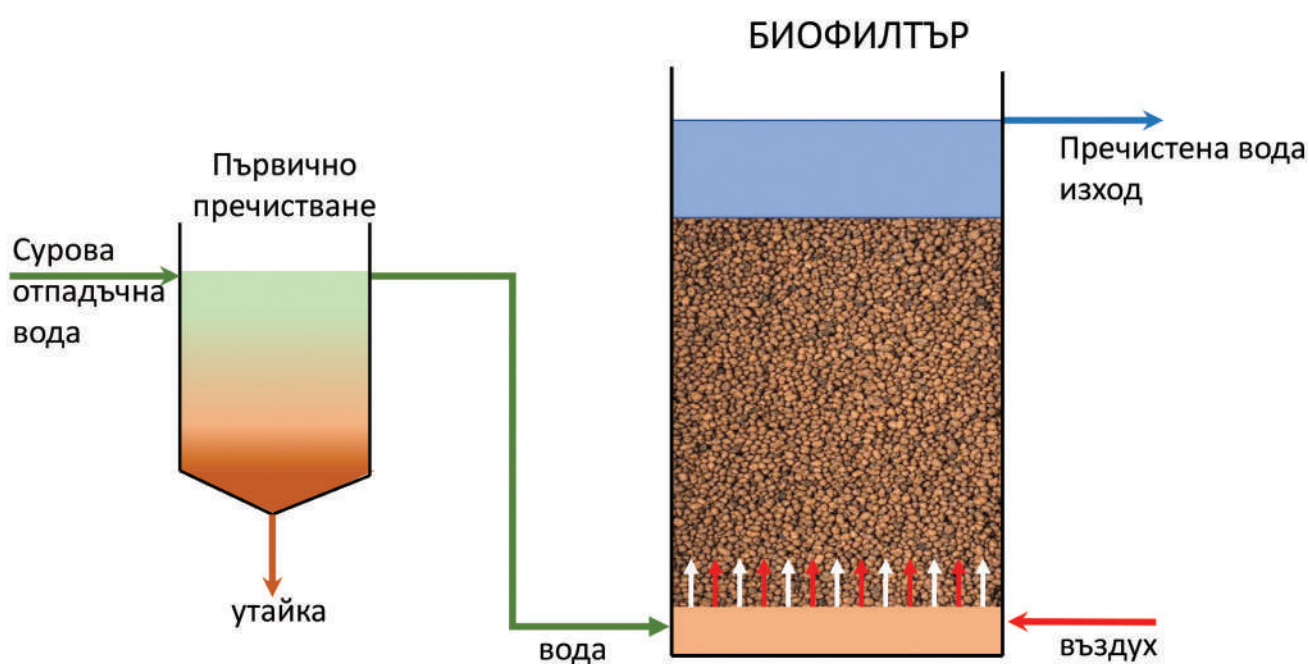 БИОФИЛТЪР
Първично
пречистване
Сурова
отпадъчна
вода
Пречистена вода
изход
утайка
вода
въздух